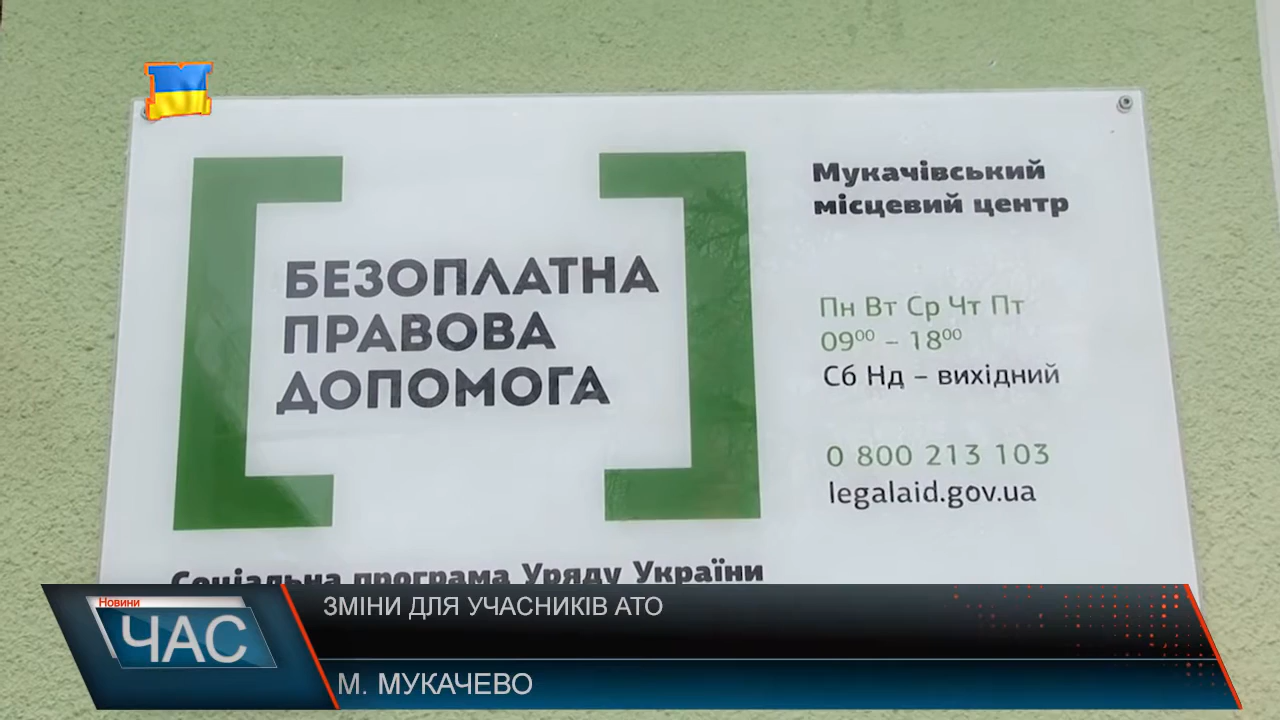 БЕЗОПЛАТНА
ПРАВОВА
ДОПОМОГА
Мукачівський
місцевий центр
Пн Вт Ср Чт Пт
09⁰⁰ – 18⁰⁰
Сб Нд – вихідний
0 800 213 103
legalaid.gov.ua
Соціальна програма Уряду України
Новини
ЧАС
ЗМІНИ ДЛЯ УЧАСНИКІВ АТО
М. МУКАЧЕВО